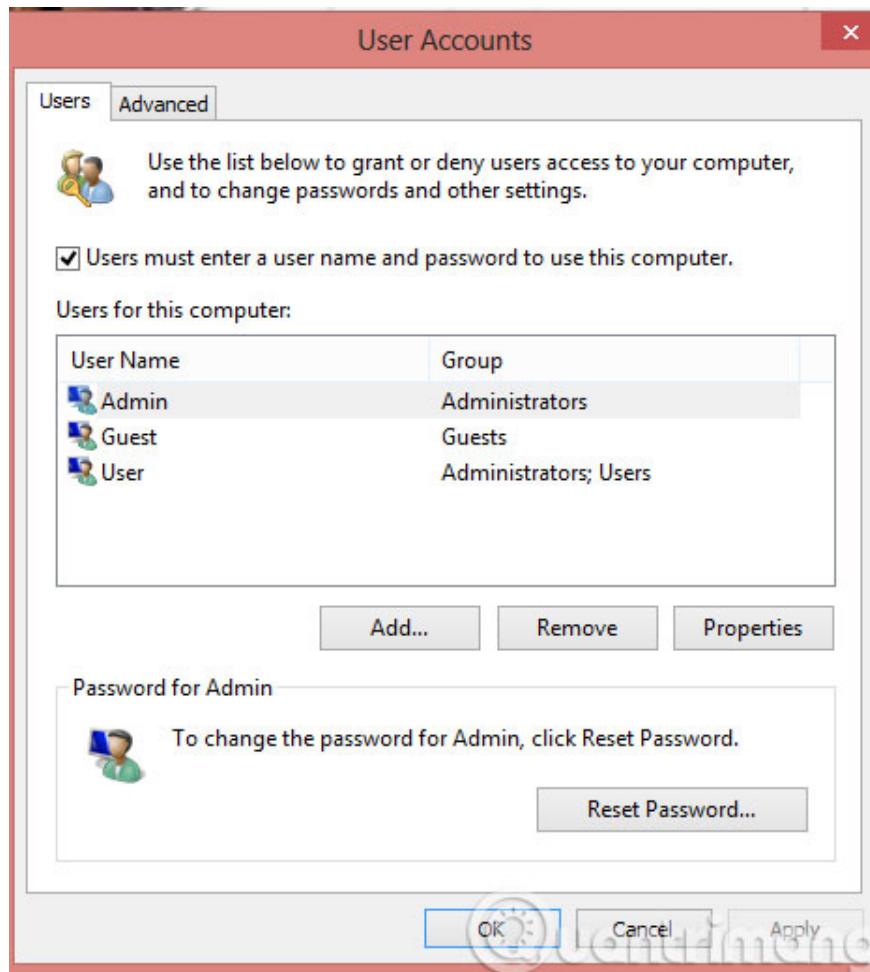 User Accounts
Users
Advanced
Use the list below to grant or deny users access to your computer,
and to change passwords and other settings.
Users must enter a user name and password to use this computer.
Users for this computer:
User Name Group
Admin Administrators
Guest Guests
User Administrators; Users
Add... Remove Properties
Password for Admin
To change the password for Admin, click Reset Password.
Reset Password...
OK Cancel Apply
Quantrimang